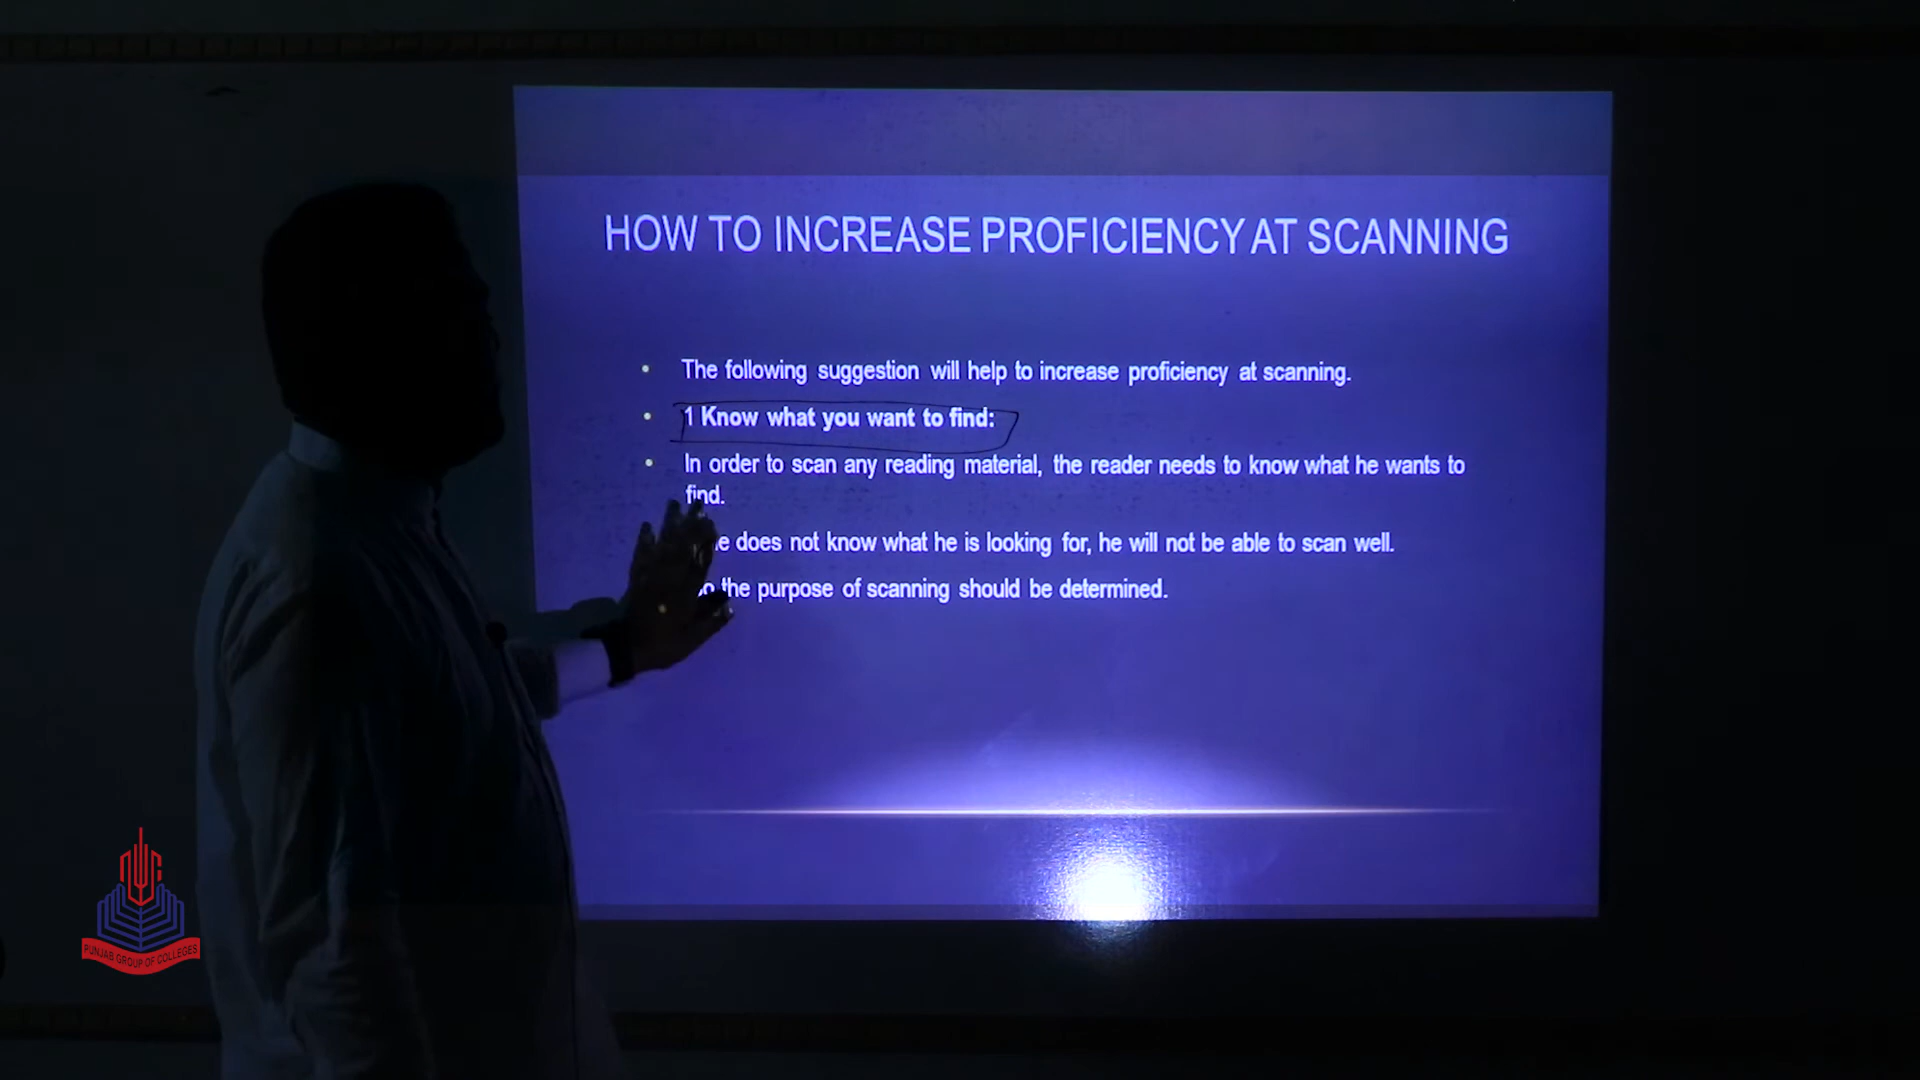 HOW TO INCREASE PROFICIENCY AT SCANNING
• The following suggestion will help to increase proficiency at scanning.
• 1 Know what you want to find:
• In order to scan any reading material, the reader needs to know what he wants to
find.
does not know what he is looking for, he will not be able to scan well.
the purpose of scanning should be determined.
PUNJAB GROUP OF COLLEGES